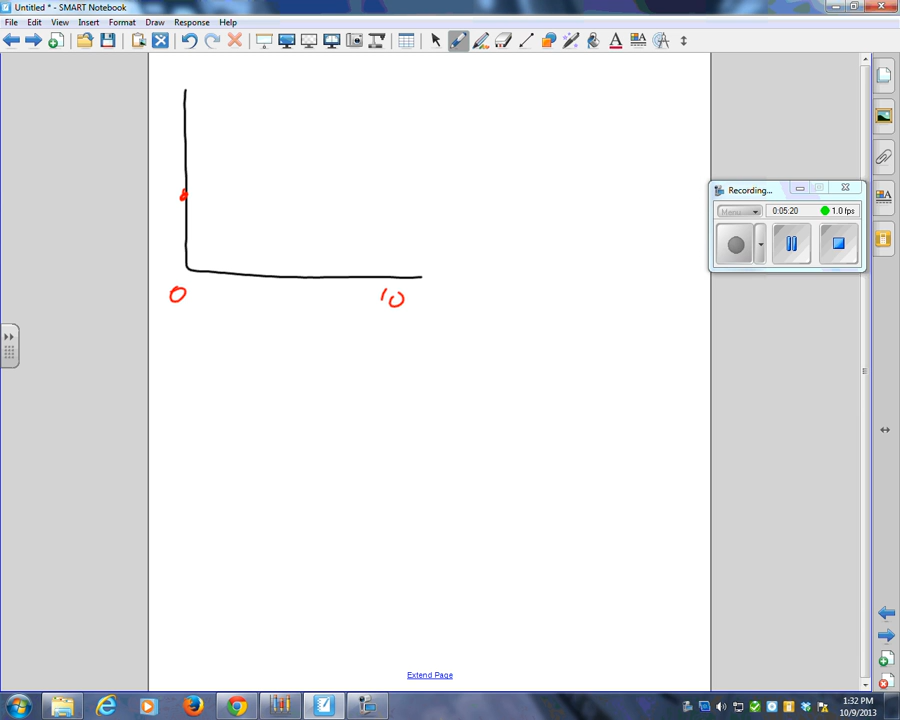 Untitled * - SMART Notebook
File Edit View Insert Format Draw Response Help
Recording...
Menu 0:05:20 1.0 fps
0 10
Extend Page
1:32 PM
10/9/2013